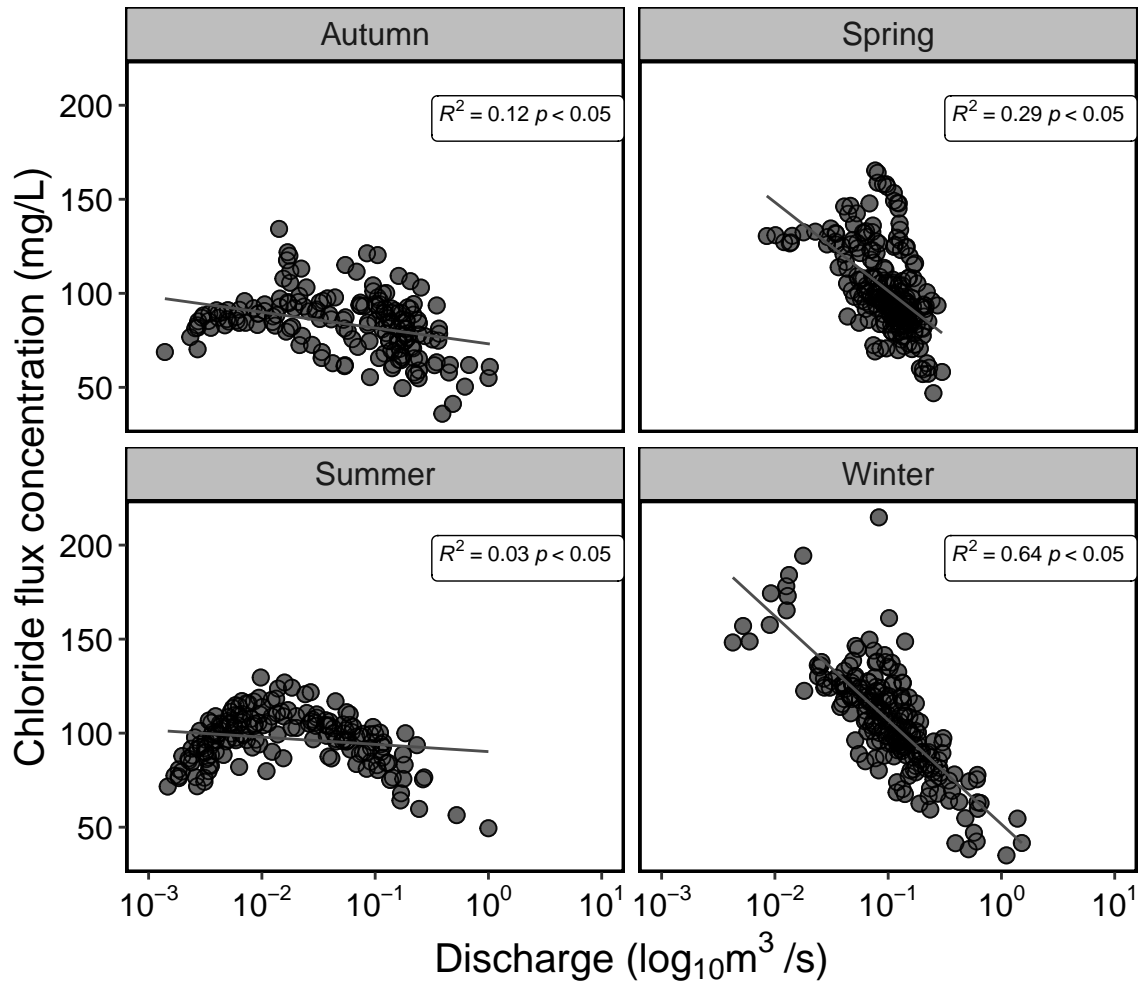 Autumn
Spring
200
150
100
50
R² = 0.12 p < 0.05
R² = 0.29 p < 0.05
Summer
Winter
200
150
100
50
R² = 0.03 p < 0.05
R² = 0.64 p < 0.05
10⁻³ 10⁻² 10⁻¹ 10⁰ 10¹
10⁻³ 10⁻² 10⁻¹ 10⁰ 10¹
Discharge (log₁₀m³ /s)
Chloride flux concentration (mg/L)